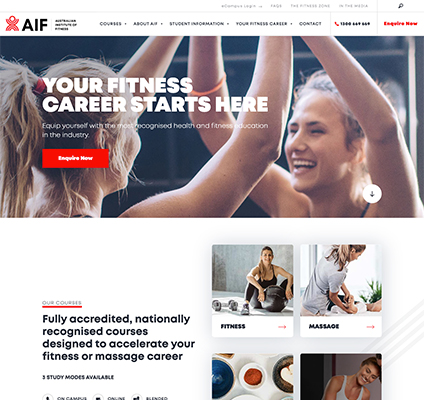 eCampus Login FAQS THE FITNESS ZONE IN THE MEDIA
AIF AUSTRALIAN INSTITUTE OF FITNESS
COURSES ABOUT AIF STUDENT INFORMATION YOUR FITNESS CAREER CONTACT 1300 669 669 Enquire Now
YOUR FITNESS
CAREER STARTS HERE
Equip yourself with the most recognised health and fitness education
in the industry.
Enquire Now
OUR COURSES
Fully accredited, nationally
recognised courses
designed to accelerate your
fitness or massage career
3 STUDY MODES AVAILABLE
ON CAMPUS ONLINE BLENDED
FITNESS MASSAGE